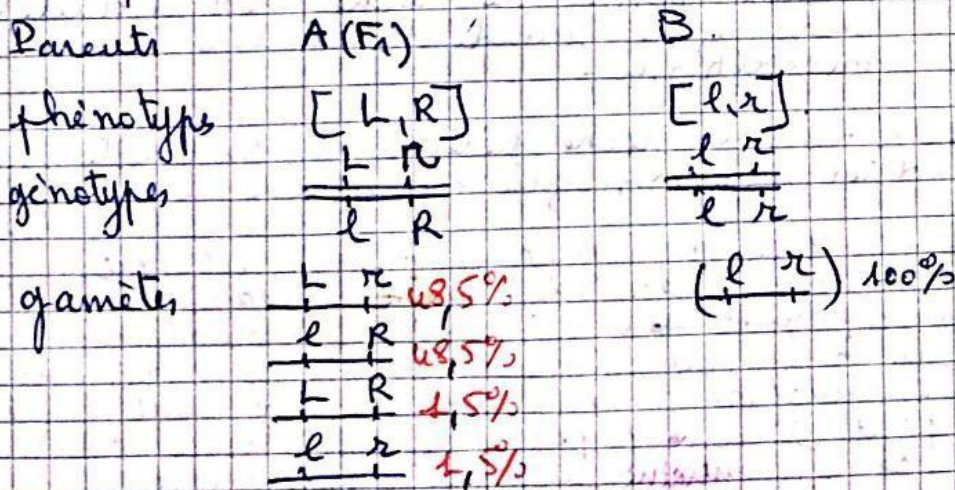 Parents A (F1) B
phénotypes [L,R] [l,r]
L r l r
génotypes
l R l r
gamètes L r 48,5% (l r) 100%
l R 48,5%
L R 1,5%
l r 1,5%